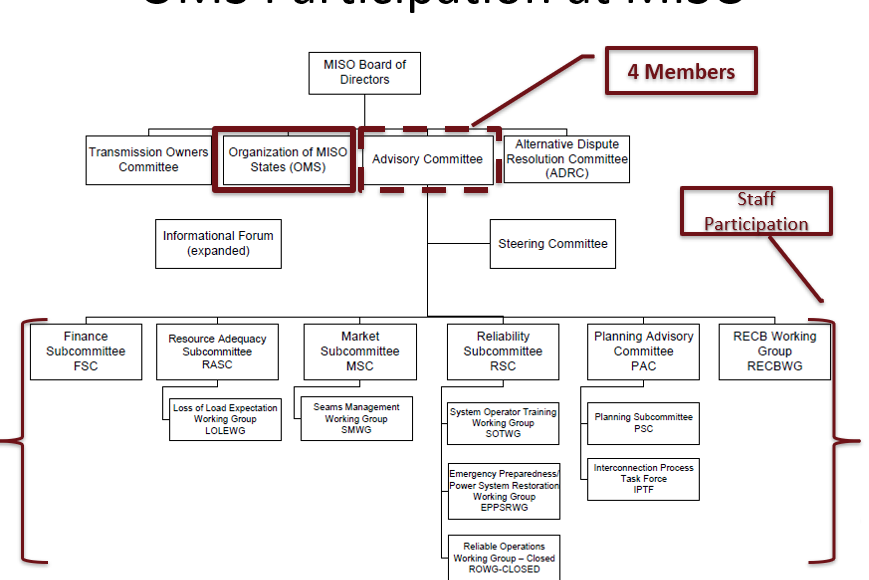 OMS Participation at MISO
MISO Board of
Directors
4 Members
Transmission Owners
Committee
Organization of MISO
States (OMS)
Advisory Committee
Alternative Dispute
Resolution Committee
(ADRC)
Staff
Participation
Informational Forum
(expanded)
Steering Committee
Finance
Subcommittee
FSC
Resource Adequacy
Subcommittee
RASC
Market
Subcommittee
MSC
Reliability
Subcommittee
RSC
Planning Advisory
Committee
PAC
RECB Working
Group
RECBWG
Loss of Load Expectation
Working Group
LOLEWG
Seams Management
Working Group
SMWG
System Operator Training
Working Group
SOTWG
Planning Subcommittee
PSC
Emergency Preparedness/
Power System Restoration
Working Group
EPPSRWG
Interconnection Process
Task Force
IPTF
Reliable Operations
Working Group – Closed
ROWG-CLOSED